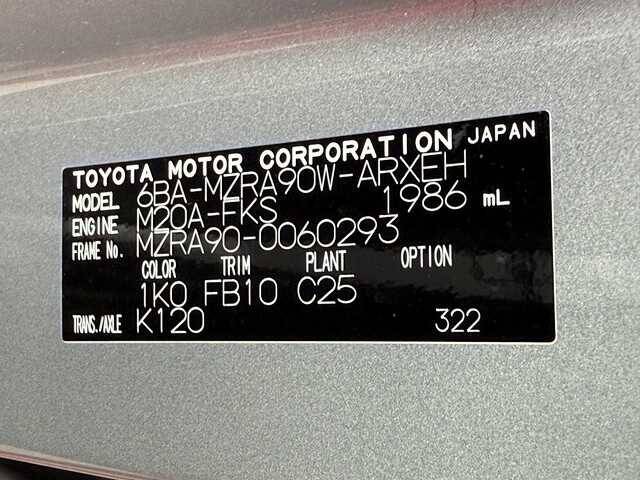 TOYOTA MOTOR CORPORATION JAPAN
MODEL 6BA-MZRA90W-ARXEH
ENGINE M20A-FKS 1986 mL
FRAME No. MZRA90-0060293
COLOR TRIM PLANT OPTION
1K0 FB10 C25
TRANS./AXLE K120 322